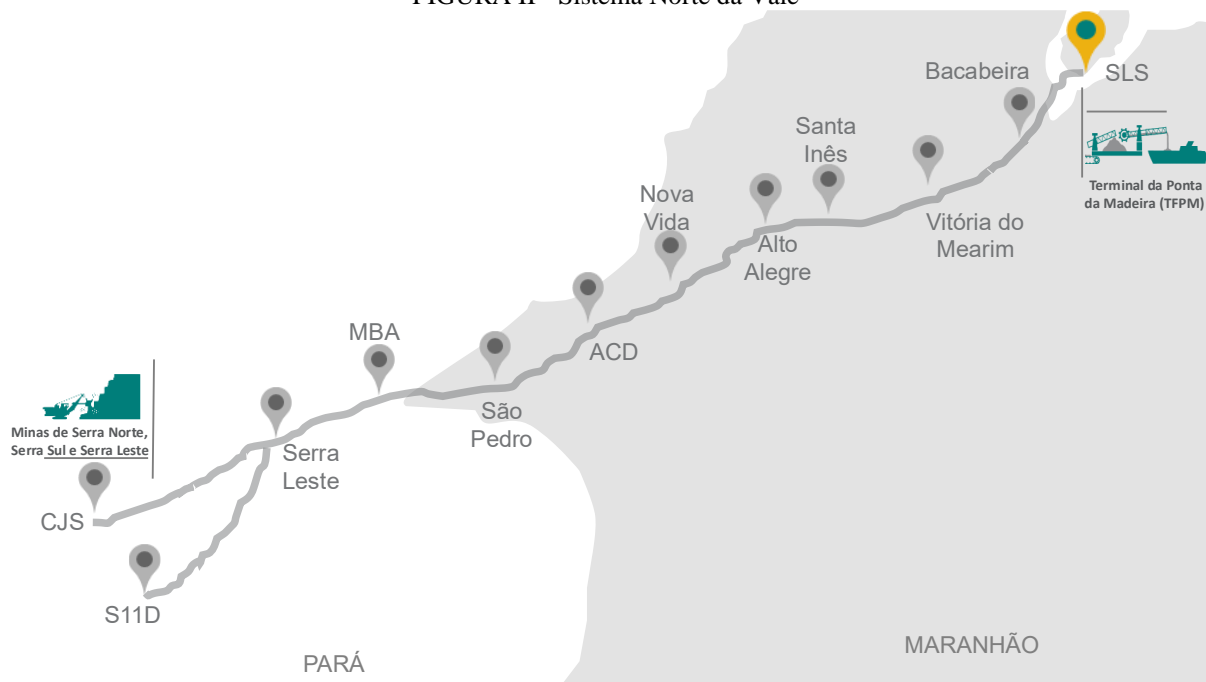 FIGURA II - Sistema Norte da Vale
Bacabeira
SLS
Santa
Inês
Terminal da Ponta
da Madeira (TFPM)
Nova
Vida
Vitória do
Mearim
Alto
Alegre
MBA
ACD
São
Pedro
Minas de Serra Norte,
Serra Sul e Serra Leste
Serra
Leste
CJS
S11D
PARÁ
MARANHÃO